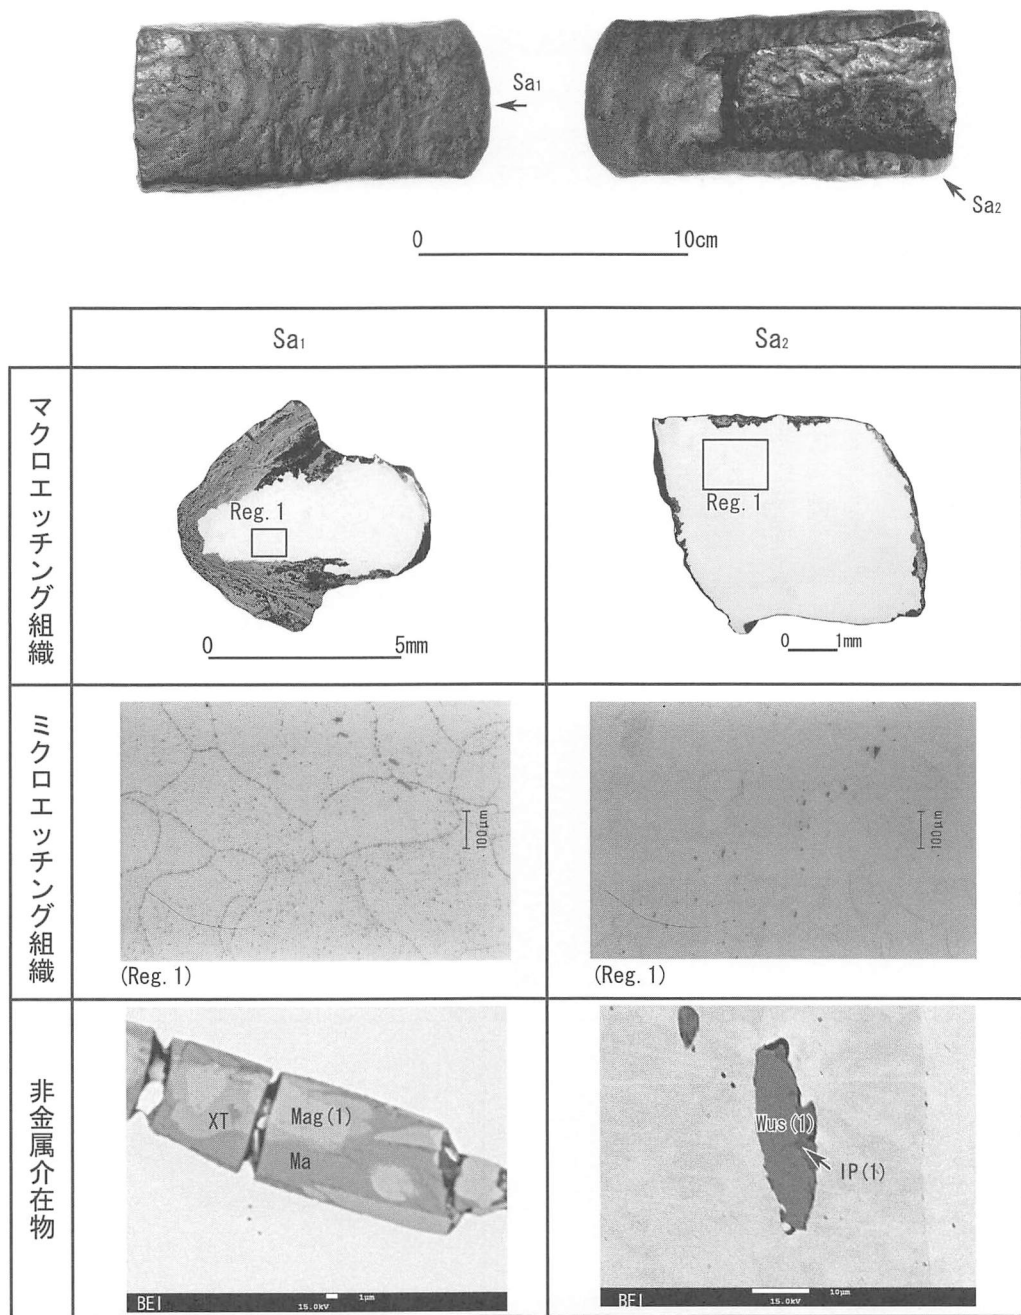 Sa₁
Sa₂
0 10cm
Sa₁
Sa₂
マクロエッチング組織
Reg. 1
0 5mm
Reg. 1
0 1mm
ミクロエッチング組織
100μm
(Reg. 1)
100μm
(Reg. 1)
非金属介在物
XT
Mag(1)
Ma
BEI 15.0kV 1μm
Wus(1)
IP(1)
BEI 15.0kV 10μm